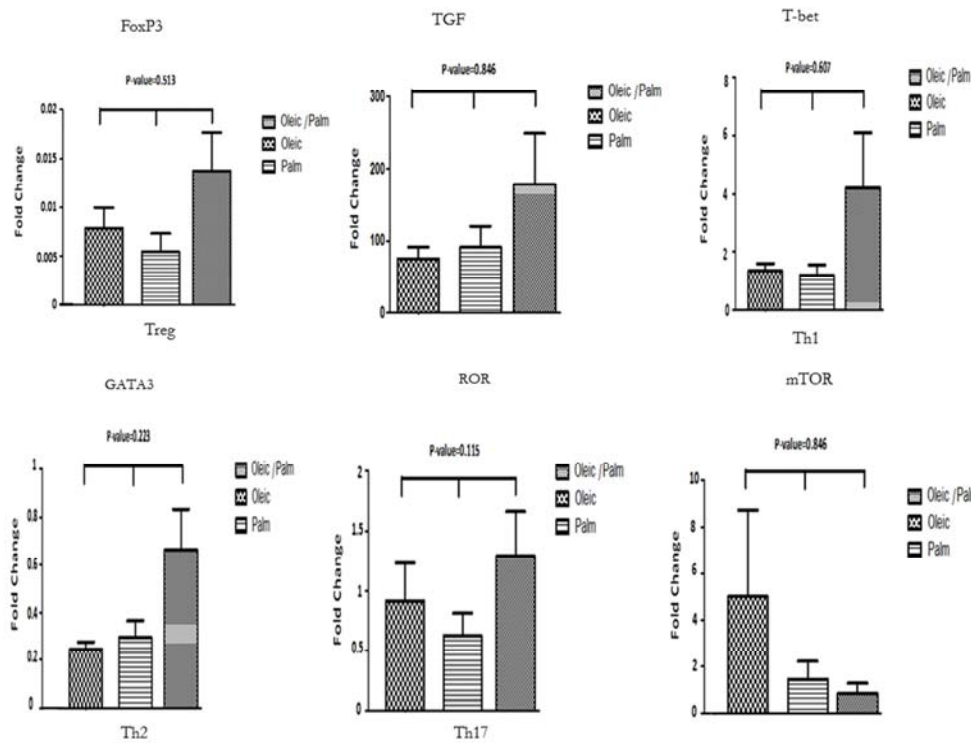 FoxP3
P-value=0.513
0.02
0.015
0.01
0.005
0
Fold Change
Oleic /Palm
Oleic
Palm
Treg
TGF
P-value=0.846
300
200
100
0
Fold Change
Oleic /Palm
Oleic
Palm
T-bet
P-value=0.607
8
6
4
2
0
Fold Change
Oleic /Palm
Oleic
Palm
Th1
GATA3
P-value=0.223
1
0.8
0.6
0.4
0.2
0
Fold Change
Oleic /Palm
Oleic
Palm
Th2
ROR
P-value=0.115
2
1.5
1
0.5
0
Fold Change
Oleic /Palm
Oleic
Palm
Th17
mTOR
P-value=0.846
10
8
6
4
2
0
Fold Change
Oleic /Palm
Oleic
Palm